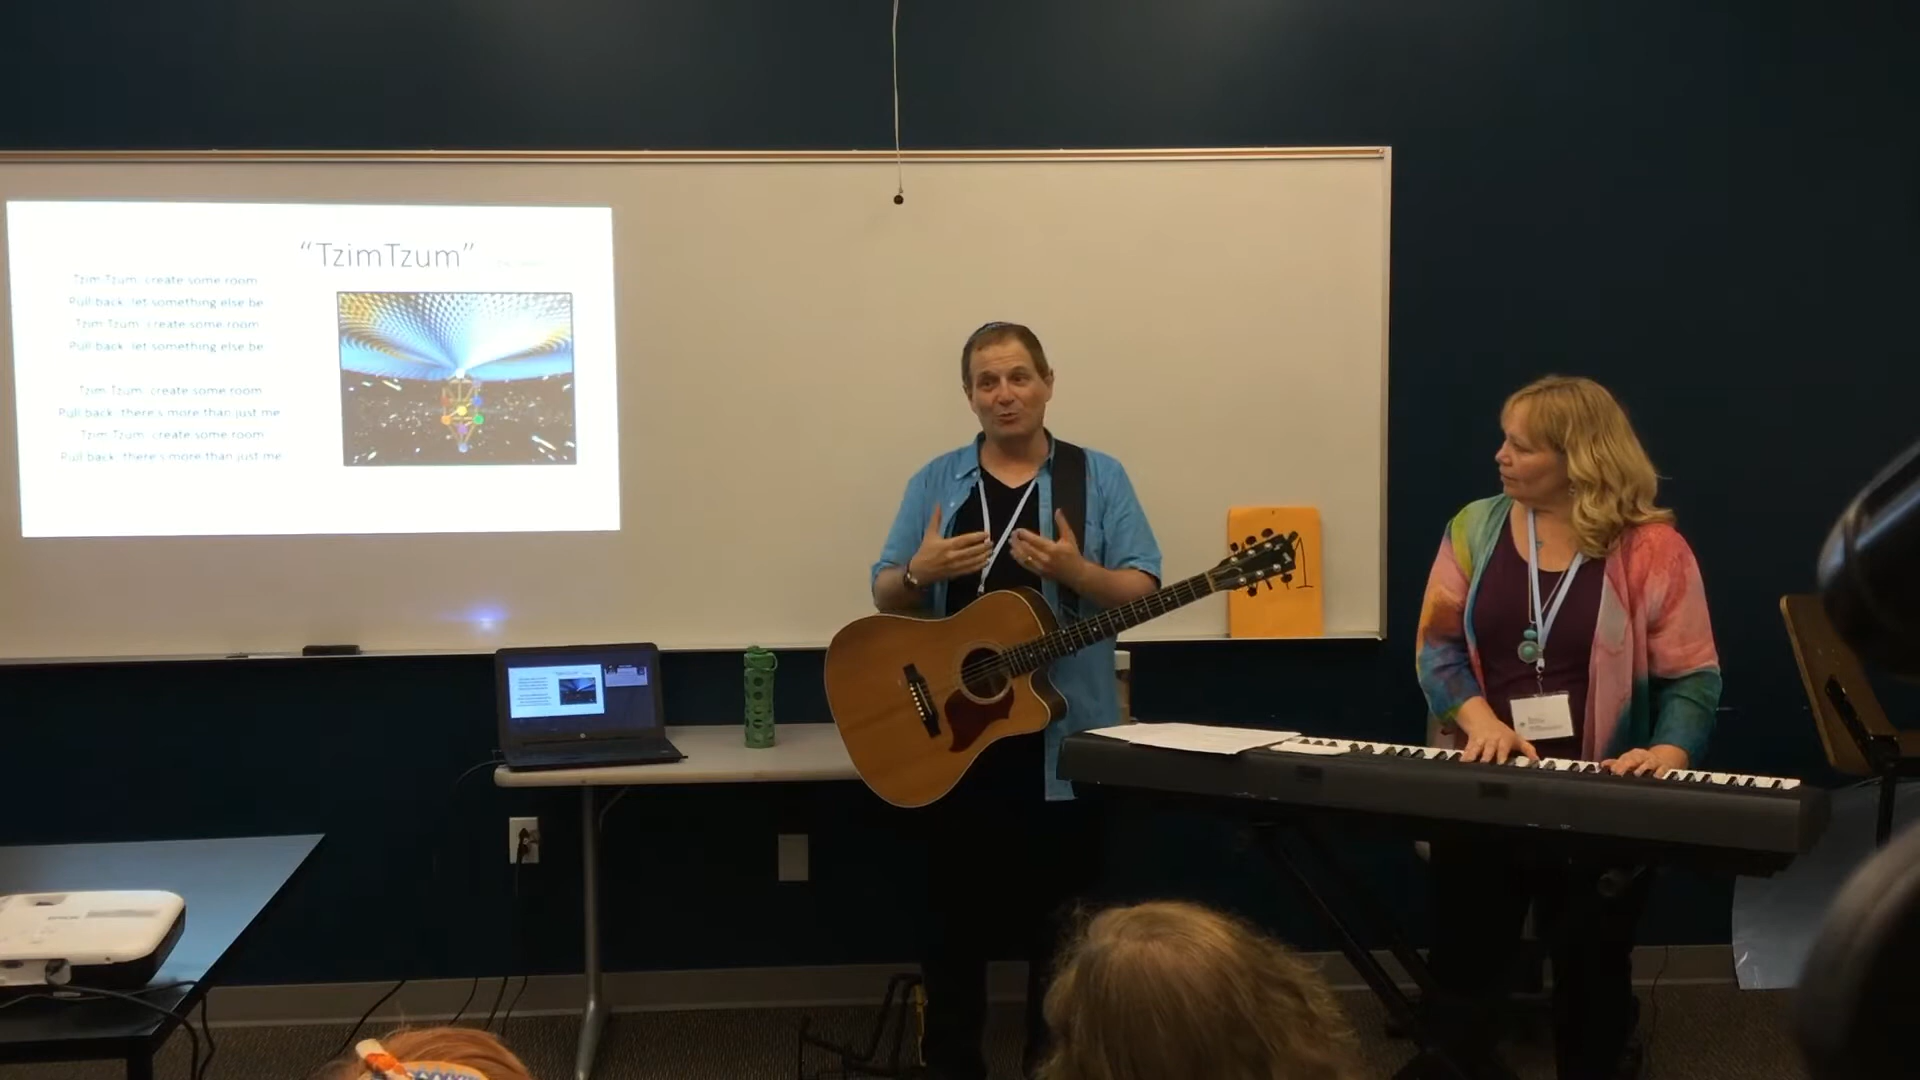 “TzimTzum”
Tzim Tzum: create some room
Pull back: let something else be
Tzim Tzum: create some room
Pull back: let something else be
Tzim Tzum: create some room
Pull back: there's more than just me
Tzim Tzum: create some room
Pull back: there's more than just me
1
EPSON